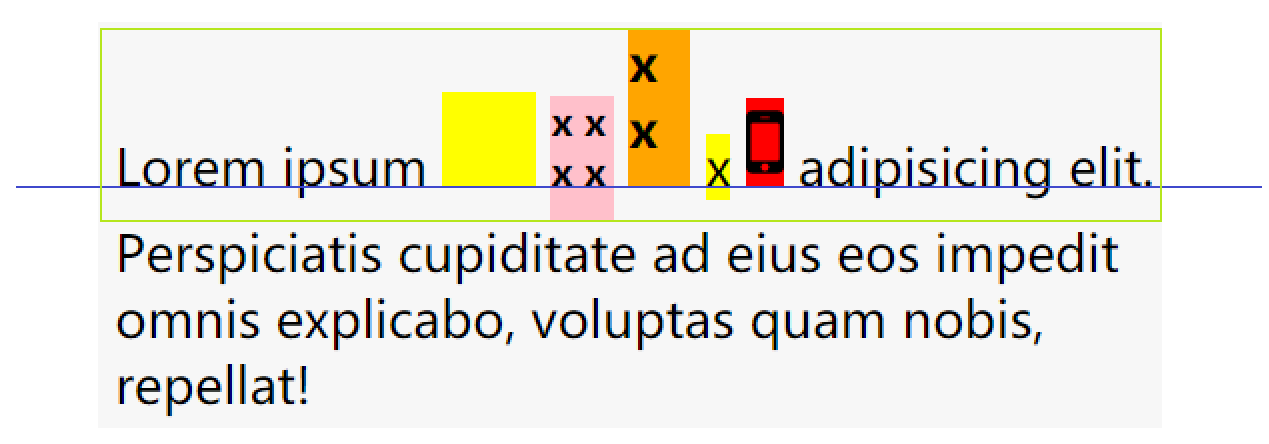 Lorem ipsum x x x x x x x adipisicing elit.
Perspiciatis cupiditate ad eius eos impedit
omnis explicabo, voluptas quam nobis,
repellat!